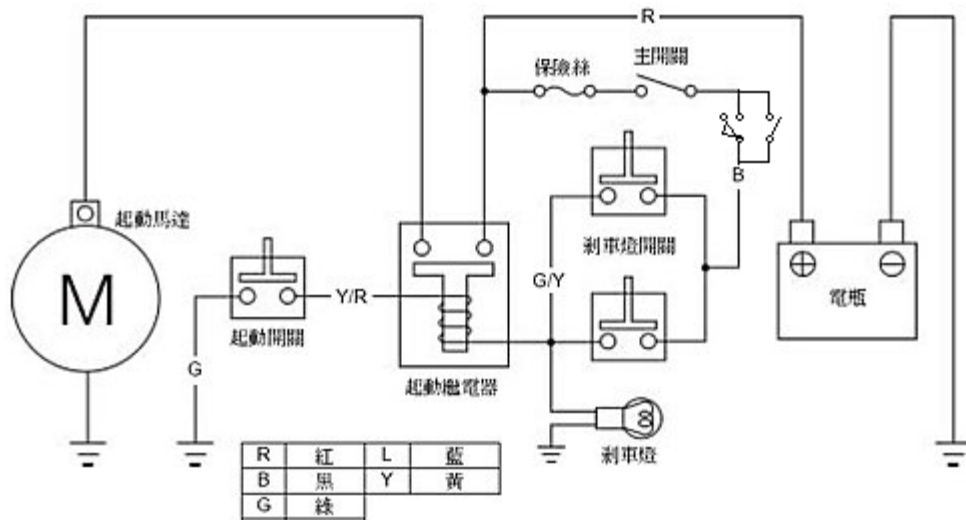 R
保險絲
主開關
B
起動馬達
M
剎車燈開關
G/Y
電瓶
Y/R
起動開關
G
起動繼電器
剎車燈
R 紅 L 藍
B 黑 Y 黃
G 綠